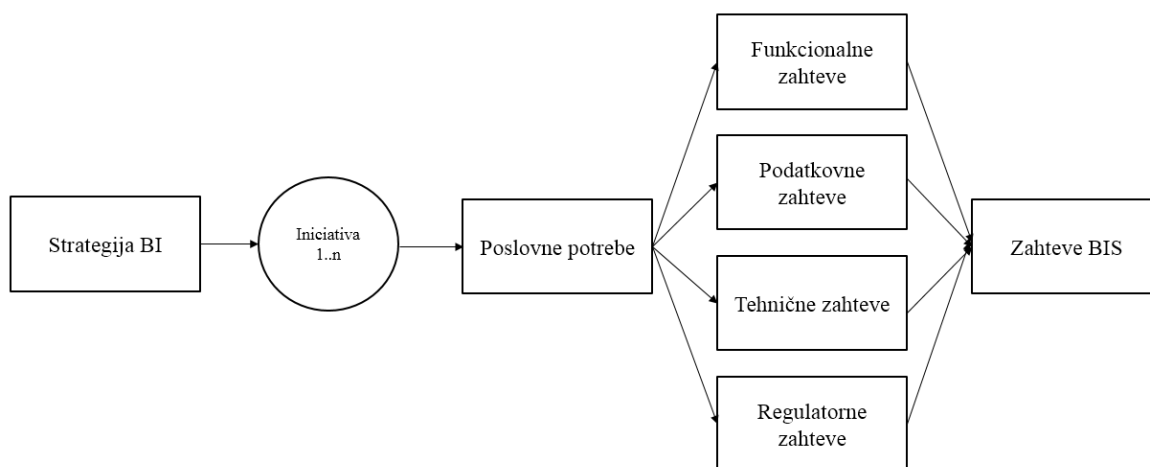 Strategija BI
Iniciativa
1..n
Poslovne potrebe
Funkcionalne
zahteve
Podatkovne
zahteve
Tehnične zahteve
Regulatorne
zahteve
Zahteve BIS